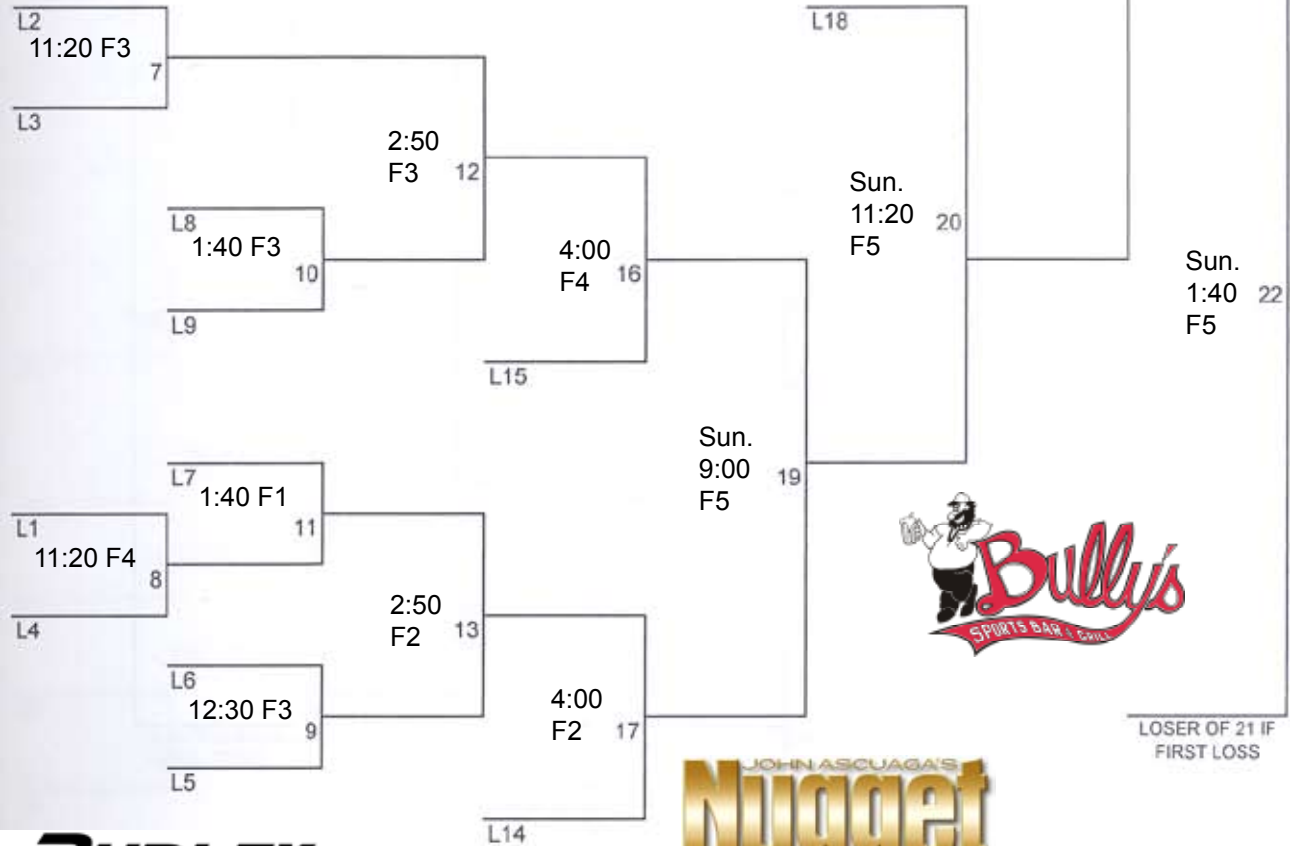 L2
11:20 F3
7
L3
L8
1:40 F3
10
L9
2:50
F3
12
4:00
F4
16
L15
L7
1:40 F1
11
L1
11:20 F4
8
L4
L6
12:30 F3
9
L5
2:50
F2
13
4:00
F2
17
L14
Sun.
9:00
F5
19
L18
Sun.
11:20
F5
20
Sun.
1:40
F5
22
LOSER OF 21 IF
FIRST LOSS
Bully's
SPORTS BAR & GRILL
JOHN ASCUAGA'S
Nugget